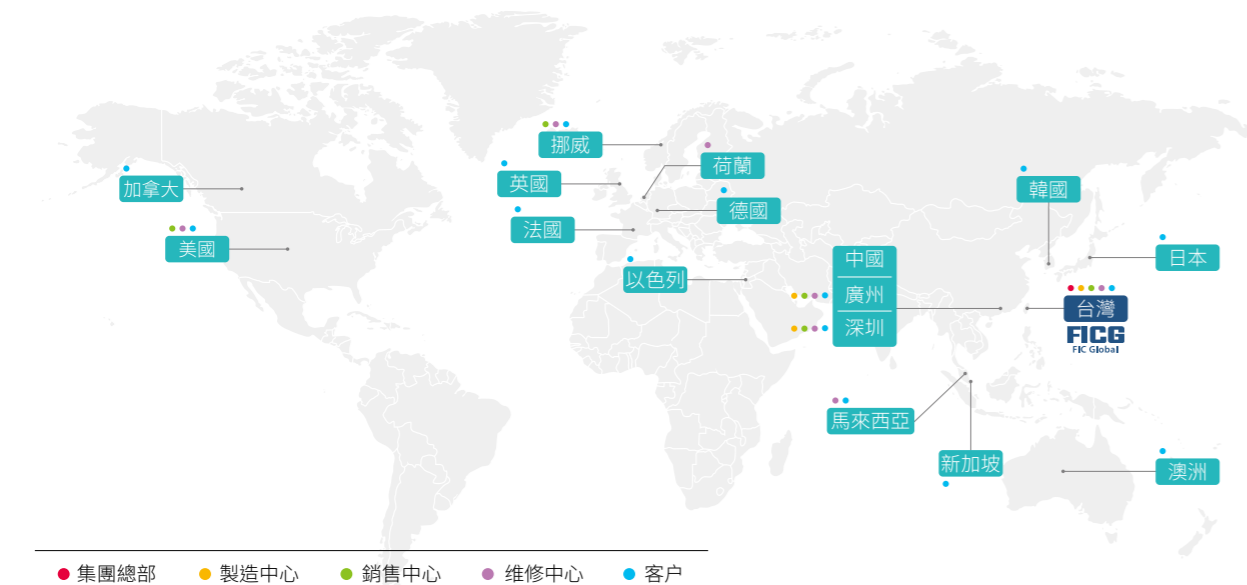 挪威
荷蘭
英國
加拿大
韓國
德國
法國
美國
日本
中國
廣州
深圳
以色列
台灣
FICG
FIC Global
馬來西亞
新加坡
澳洲
集團總部
製造中心
銷售中心
维修中心
客户